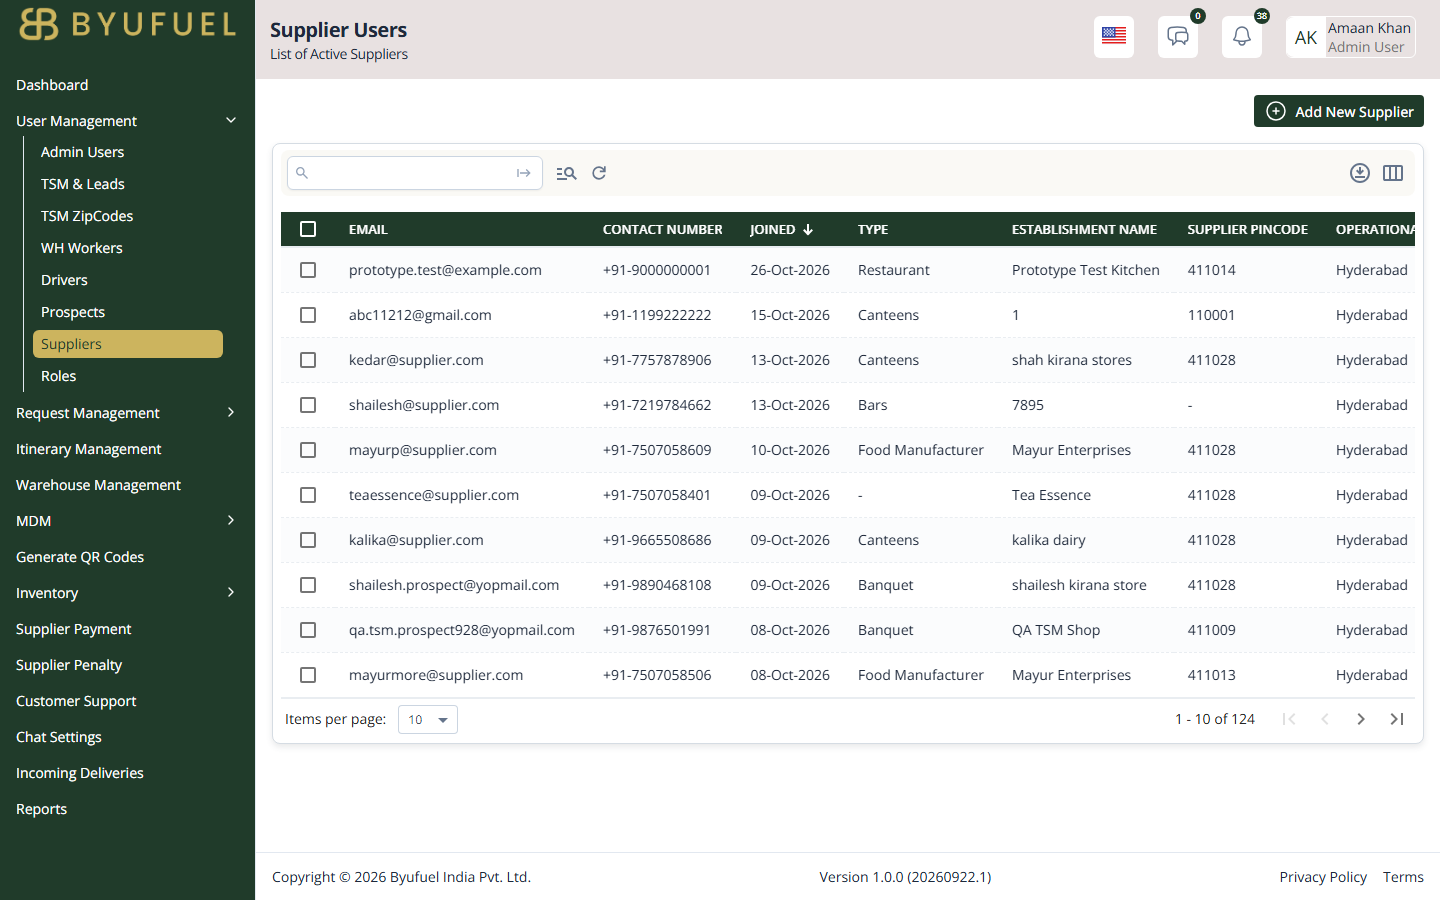 BYUFUEL
Dashboard
User Management
Admin Users
TSM & Leads
TSM ZipCodes
WH Workers
Drivers
Prospects
Suppliers
Roles
Request Management
Itinerary Management
Warehouse Management
MDM
Generate QR Codes
Inventory
Supplier Payment
Supplier Penalty
Customer Support
Chat Settings
Incoming Deliveries
Reports
Supplier Users
List of Active Suppliers
0
38
AK
Amaan Khan
Admin User
Add New Supplier
EMAIL CONTACT NUMBER JOINED TYPE ESTABLISHMENT NAME SUPPLIER PINCODE OPERATIONA
prototype.test@example.com +91-9000000001 26-Oct-2026 Restaurant Prototype Test Kitchen 411014 Hyderabad
abc11212@gmail.com +91-1199222222 15-Oct-2026 Canteens 1 110001 Hyderabad
kedar@supplier.com +91-7757878906 13-Oct-2026 Canteens shah kirana stores 411028 Hyderabad
shailesh@supplier.com +91-7219784662 13-Oct-2026 Bars 7895 - Hyderabad
mayurp@supplier.com +91-7507058609 10-Oct-2026 Food Manufacturer Mayur Enterprises 411028 Hyderabad
teaessence@supplier.com +91-7507058401 09-Oct-2026 - Tea Essence 411028 Hyderabad
kalika@supplier.com +91-9665508686 09-Oct-2026 Canteens kalika dairy 411028 Hyderabad
shailesh.prospect@yopmail.com +91-9890468108 09-Oct-2026 Banquet shailesh kirana store 411028 Hyderabad
qa.tsm.prospect928@yopmail.com +91-9876501991 08-Oct-2026 Banquet QA TSM Shop 411009 Hyderabad
mayurmore@supplier.com +91-7507058506 08-Oct-2026 Food Manufacturer Mayur Enterprises 411013 Hyderabad
Items per page: 10 1 - 10 of 124
Copyright © 2026 Byufuel India Pvt. Ltd. Version 1.0.0 (20260922.1) Privacy Policy Terms